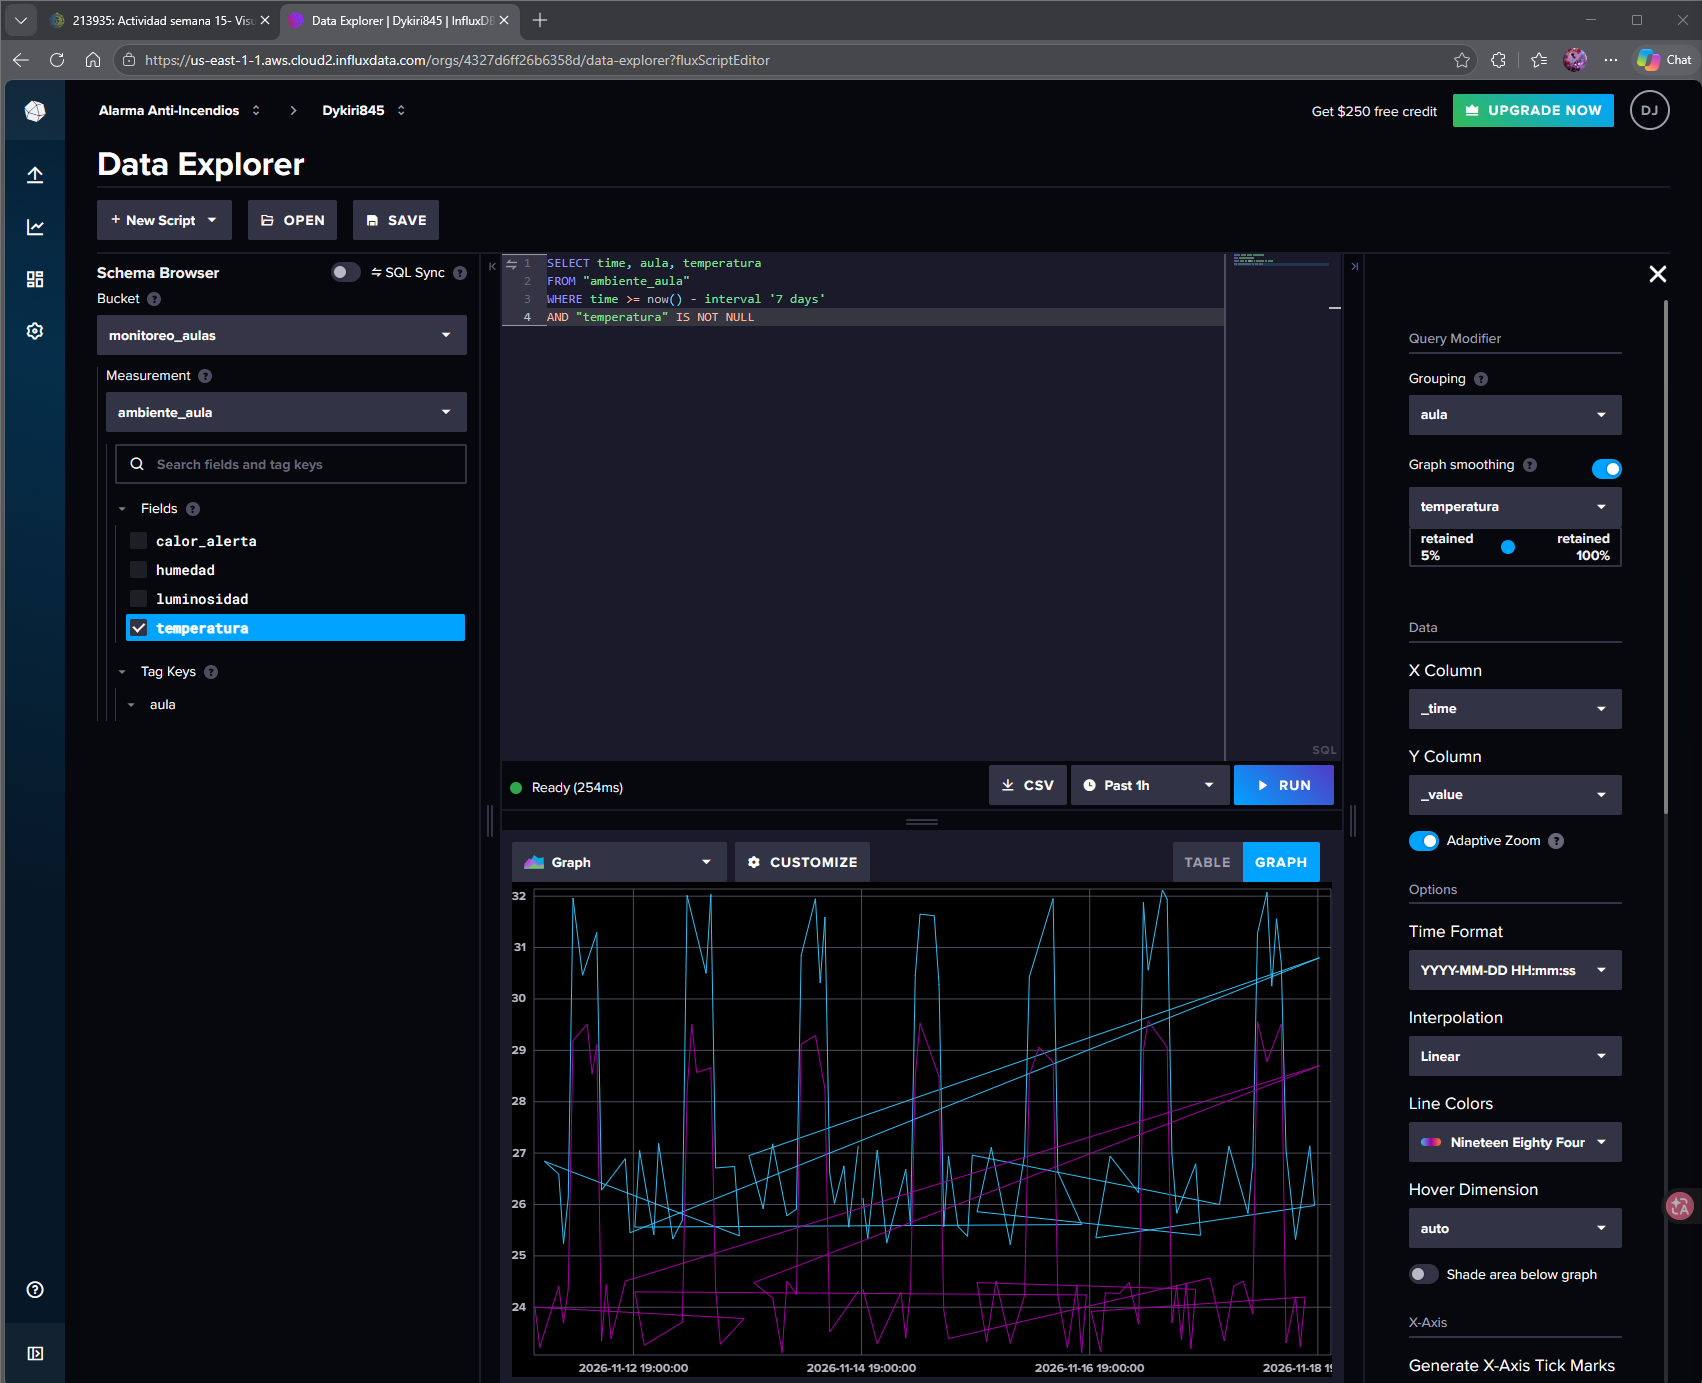 213935: Actividad semana 15- Visu
Data Explorer | Dykiri845 | InfluxDB
https://us-east-1-1.aws.cloud2.influxdata.com/orgs/4327d6ff26b6358d/data-explorer?fluxScriptEditor
Chat
Alarma Anti-Incendios
Dykiri845
Get $250 free credit
UPGRADE NOW
DJ
Data Explorer
+ New Script
OPEN
SAVE
Schema Browser
SQL Sync
Bucket
monitoreo_aulas
Measurement
ambiente_aula
Search fields and tag keys
Fields
calor_alerta
humedad
luminosidad
temperatura
Tag Keys
aula
1 SELECT time, aula, temperatura
2 FROM "ambiente_aula"
3 WHERE time >= now() - interval '7 days'
4 AND "temperatura" IS NOT NULL
SQL
Ready (254ms)
CSV
Past 1h
RUN
Graph
CUSTOMIZE
TABLE
GRAPH
32
31
30
29
28
27
26
25
24
2026-11-12 19:00:00
2026-11-14 19:00:00
2026-11-16 19:00:00
2026-11-18 19
Query Modifier
Grouping
aula
Graph smoothing
temperatura
retained 5%
retained 100%
Data
X Column
_time
Y Column
_value
Adaptive Zoom
Options
Time Format
YYYY-MM-DD HH:mm:ss
Interpolation
Linear
Line Colors
Nineteen Eighty Four
Hover Dimension
auto
Shade area below graph
X-Axis
Generate X-Axis Tick Marks